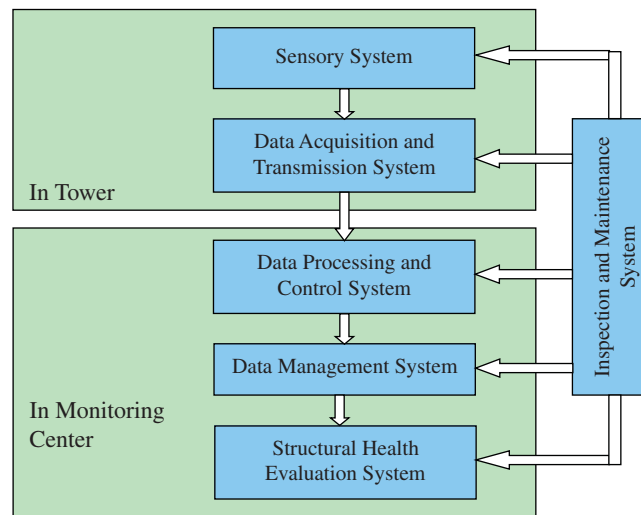 Sensory System
Data Acquisition and
Transmission System
In Tower
Data Processing and
Control System
Data Management System
In Monitoring
Center
Structural Health
Evaluation System
Inspection and Maintenance
System